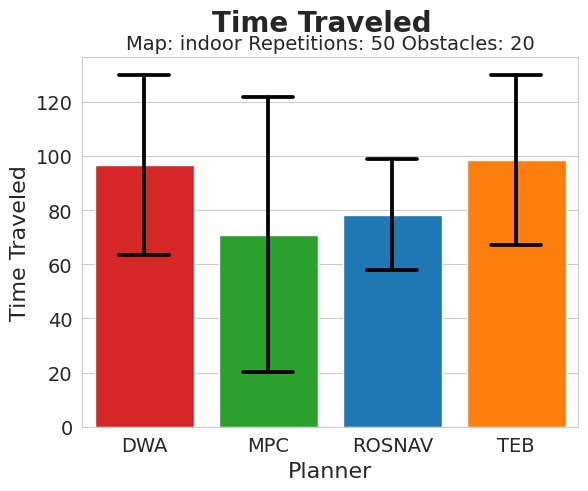 Time Traveled
Map: indoor Repetitions: 50 Obstacles: 20
Time Traveled
120
100
80
60
40
20
0
DWA MPC ROSNAV TEB
Planner